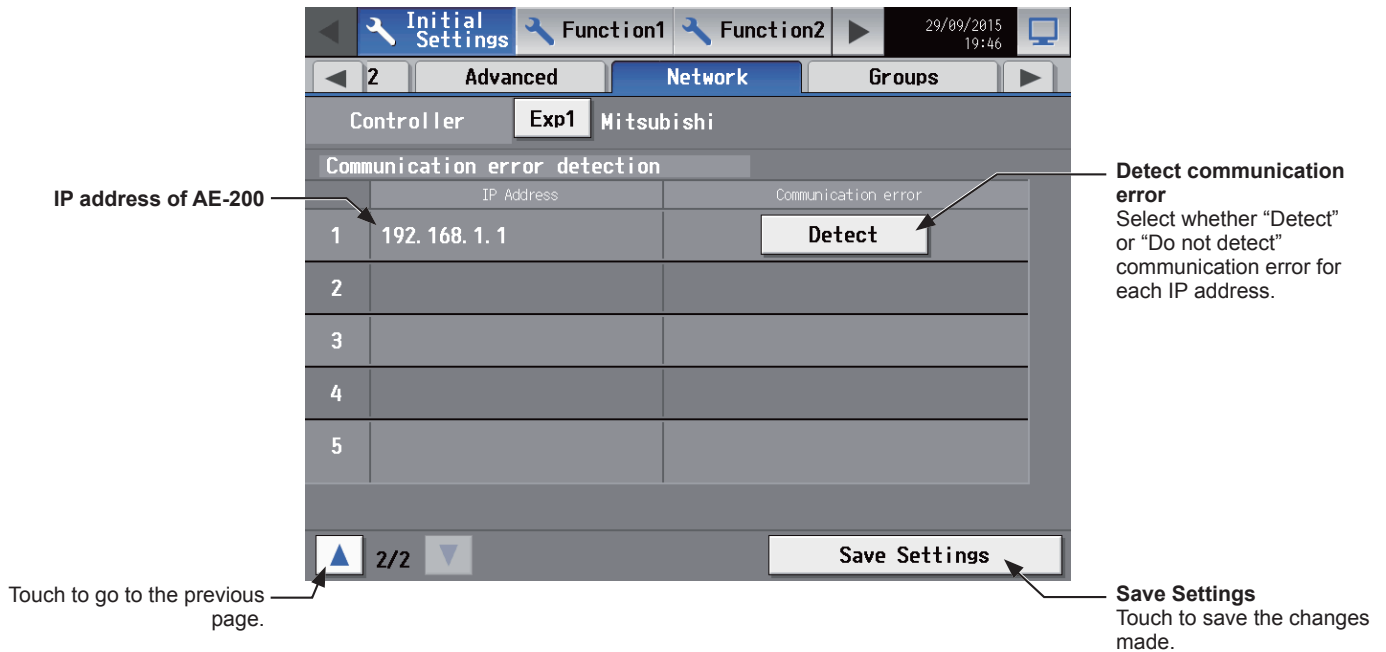 Initial
Settings
Function1
Function2
29/09/2015
19:46
2
Advanced
Network
Groups
Controller
Exp1
Mitsubishi
Communication error detection
IP Address
Communication error
1
192.168.1.1
Detect
2
3
4
5
2/2
Save Settings
IP address of AE-200
Detect communication
error
Select whether “Detect”
or “Do not detect”
communication error for
each IP address.
Touch to go to the previous
page.
Save Settings
Touch to save the changes
made.